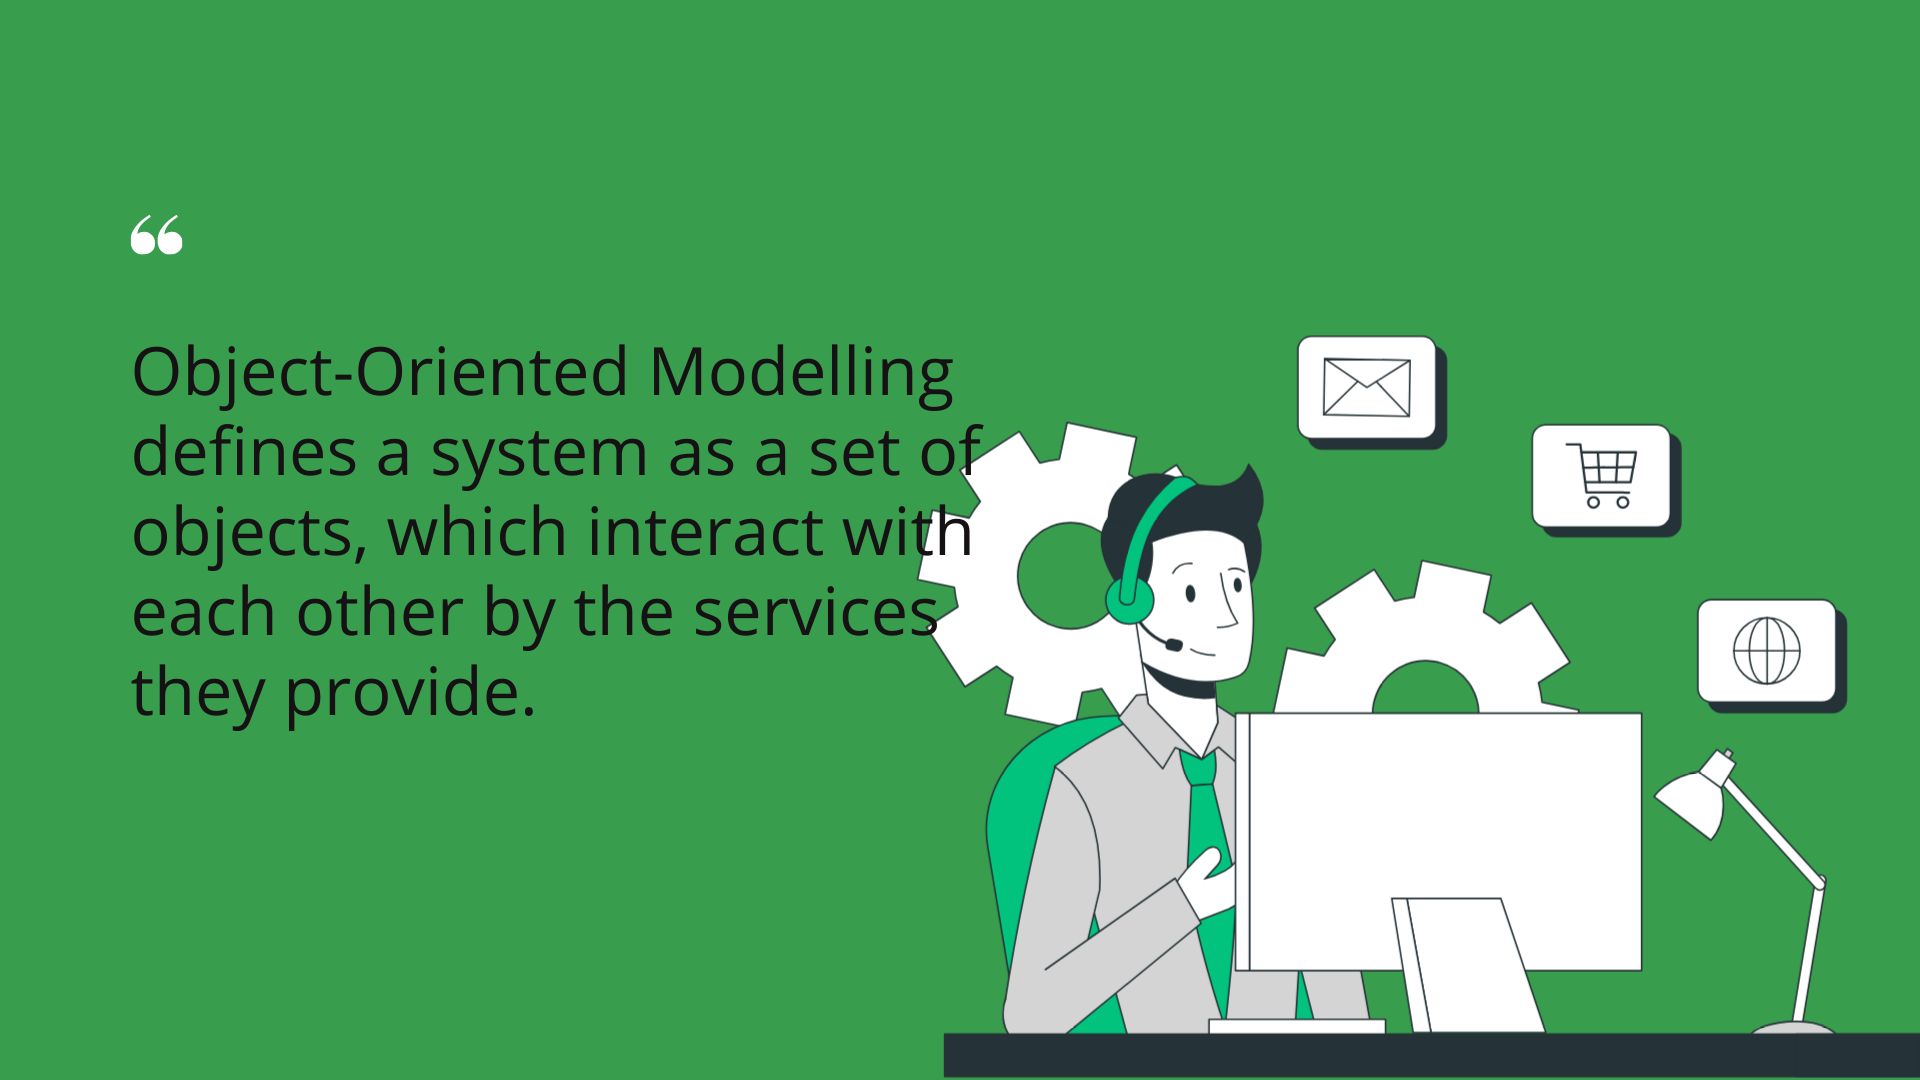 “
Object-Oriented Modelling
defines a system as a set of
objects, which interact with
each other by the services
they provide.